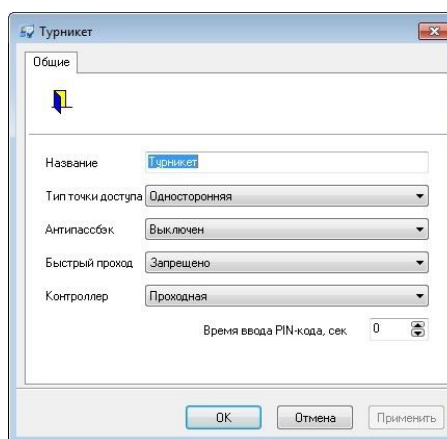 Турникет
Общие
Название Турникет
Тип точки доступа Односторонняя
Антипассбэк Выключен
Быстрый проход Запрещено
Контроллер Проходная
Время ввода PIN-кода, сек 0
OK Отмена Применить